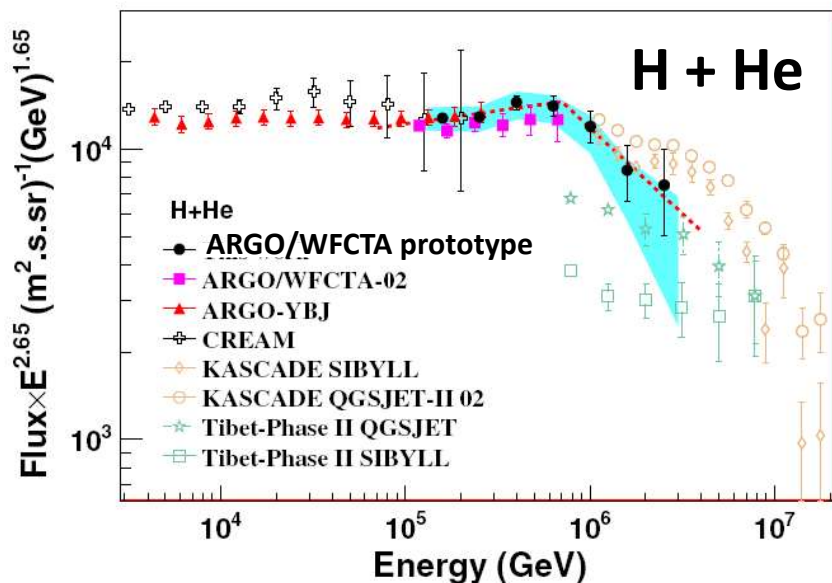 H + He
Flux×E^2.65 (m².s.sr)⁻¹(GeV)^1.65
10⁴
10³
H+He
ARGO/WFCTA prototype
ARGO/WFCTA-02
ARGO-YBJ
CREAM
KASCADE SIBYLL
KASCADE QGSJET-II 02
Tibet-Phase II QGSJET
Tibet-Phase II SIBYLL
10⁴ 10⁵ 10⁶ 10⁷
Energy (GeV)